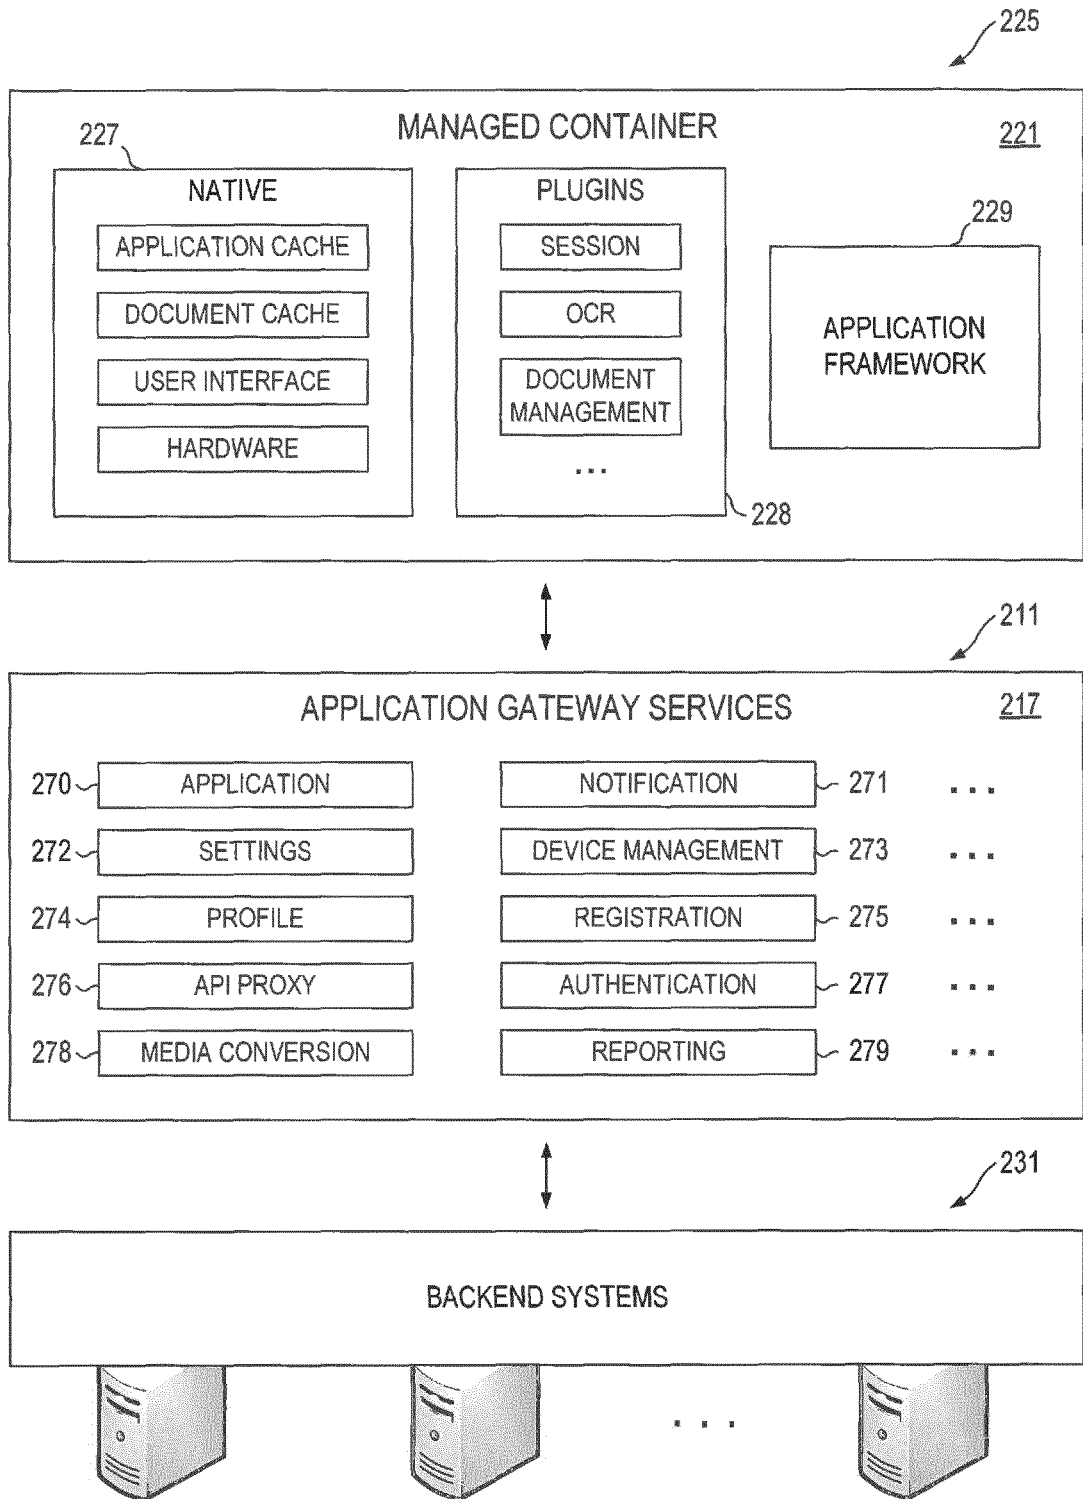 225
MANAGED CONTAINER
221
227
NATIVE
APPLICATION CACHE
DOCUMENT CACHE
USER INTERFACE
HARDWARE
PLUGINS
SESSION
OCR
DOCUMENT
MANAGEMENT
...
228
229
APPLICATION
FRAMEWORK
211
APPLICATION GATEWAY SERVICES
217
270 APPLICATION NOTIFICATION 271 ...
272 SETTINGS DEVICE MANAGEMENT 273 ...
274 PROFILE REGISTRATION 275 ...
276 API PROXY AUTHENTICATION 277 ...
278 MEDIA CONVERSION REPORTING 279 ...
231
BACKEND SYSTEMS
...